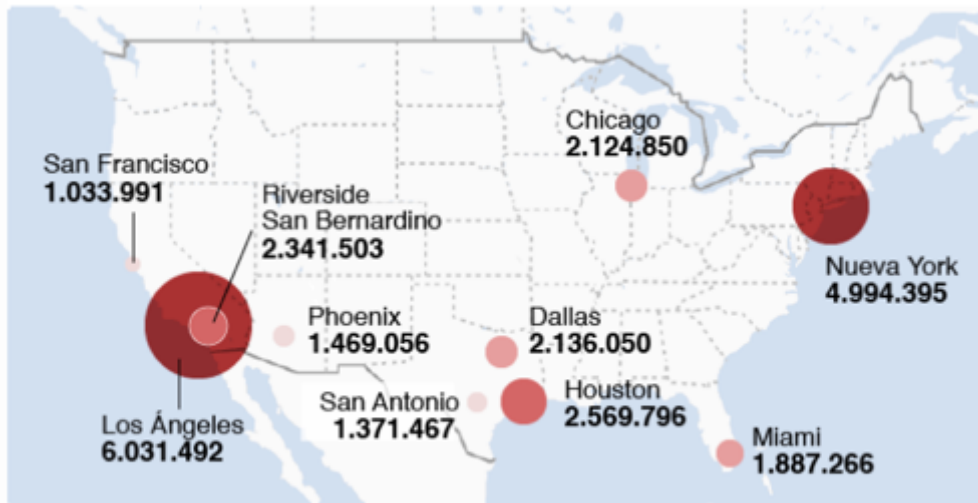 Chicago
2.124.850
San Francisco
1.033.991
Riverside
San Bernardino
2.341.503
Nueva York
4.994.395
Phoenix
1.469.056
Dallas
2.136.050
San Antonio
1.371.467
Houston
2.569.796
Los Ángeles
6.031.492
Miami
1.887.266